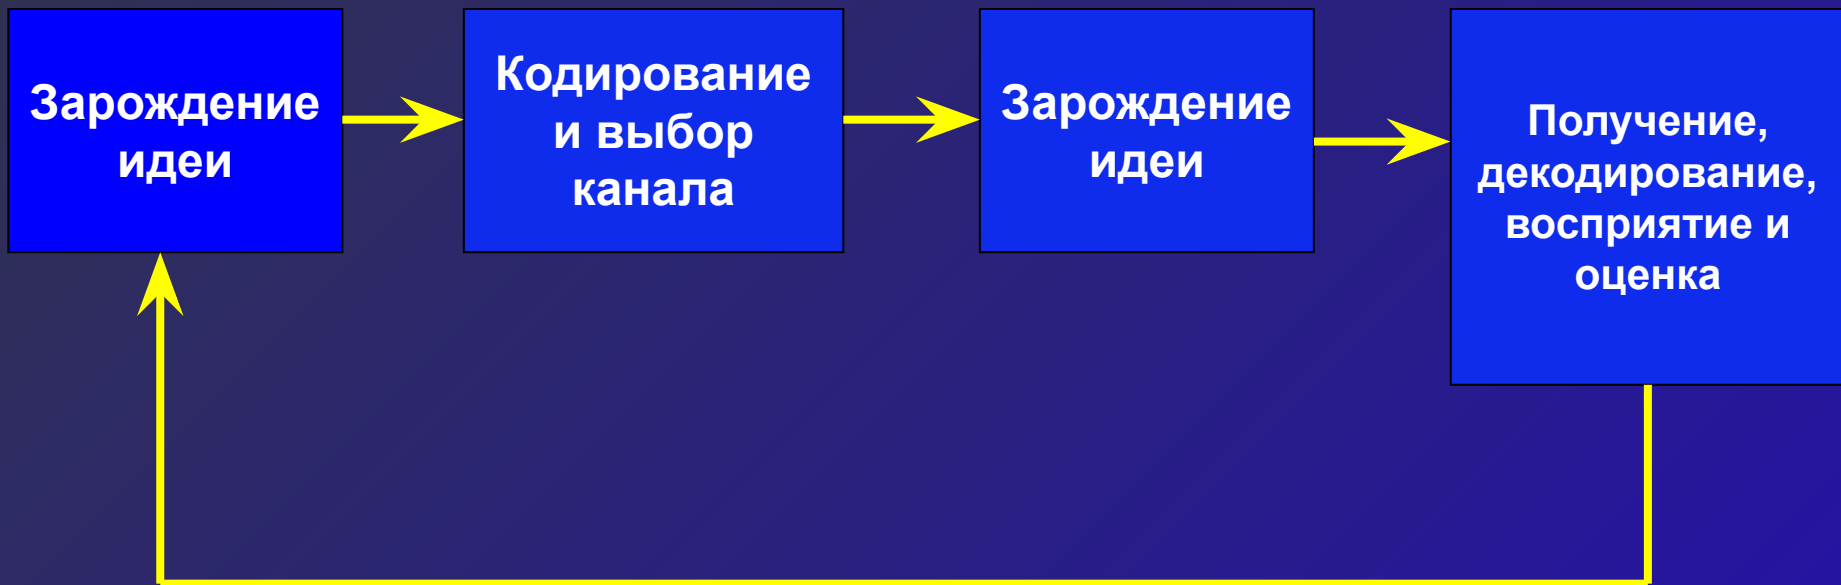 Зарождение
идеи
Кодирование
и выбор
канала
Зарождение
идеи
Получение,
декодирование,
восприятие и
оценка